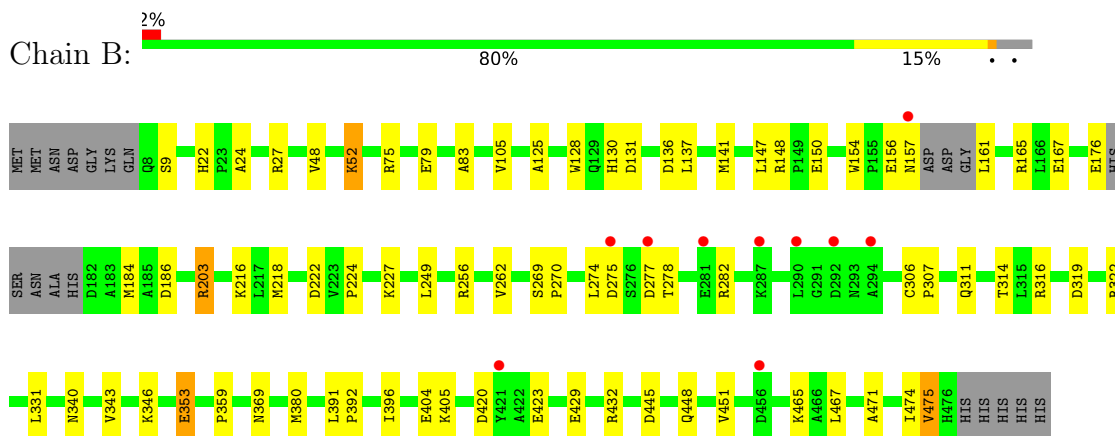 2%
Chain B:
80% 15% • •
MET MET ASN ASP GLY LYS GLN Q8 S9 H22 P23 A24 R27 V48 K52 R75 E79 A83 V105 A125 W128 Q129 H130 D131 D136 L137 M141 L147 R148 P149 E150 W154 P155 E156 N157 ASP ASP GLY L161 R165 L166 E167 E176 HIS
SER ASN ALA HIS D182 A183 M184 A185 D186 R203 K216 L217 M218 D222 V223 P224 K227 L249 R256 V262 S269 P270 L274 D275 S276 D277 T278 E281 R282 K287 L290 G291 D292 N293 A294 C306 P307 Q311 T314 L315 R316 D319
L331 N340 V343 K346 E353 P359 N369 M380 L391 P392 I396 E404 K405 D420 Y421 A422 E423 E429 R432 D445 Q448 V451 D456 K465 A466 L467 A471 I474 V475 H476 HIS HIS HIS HIS HIS